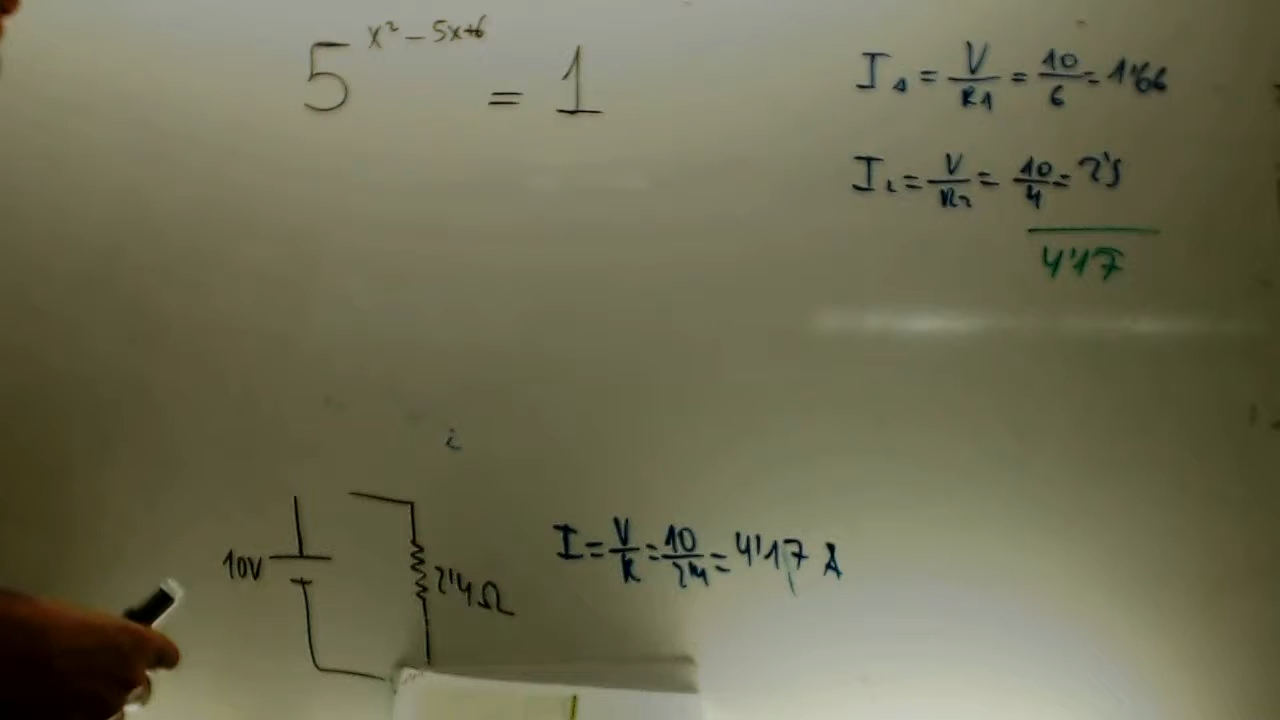 5^{x² - 5x+6} = 1
I₁ = V/R1 = 10/6 = 1'66
I₂ = V/R2 = 10/4 = 2'5
4'17
i
10V
2'4Ω
I = V/R = 10/2'4 = 4'17 A